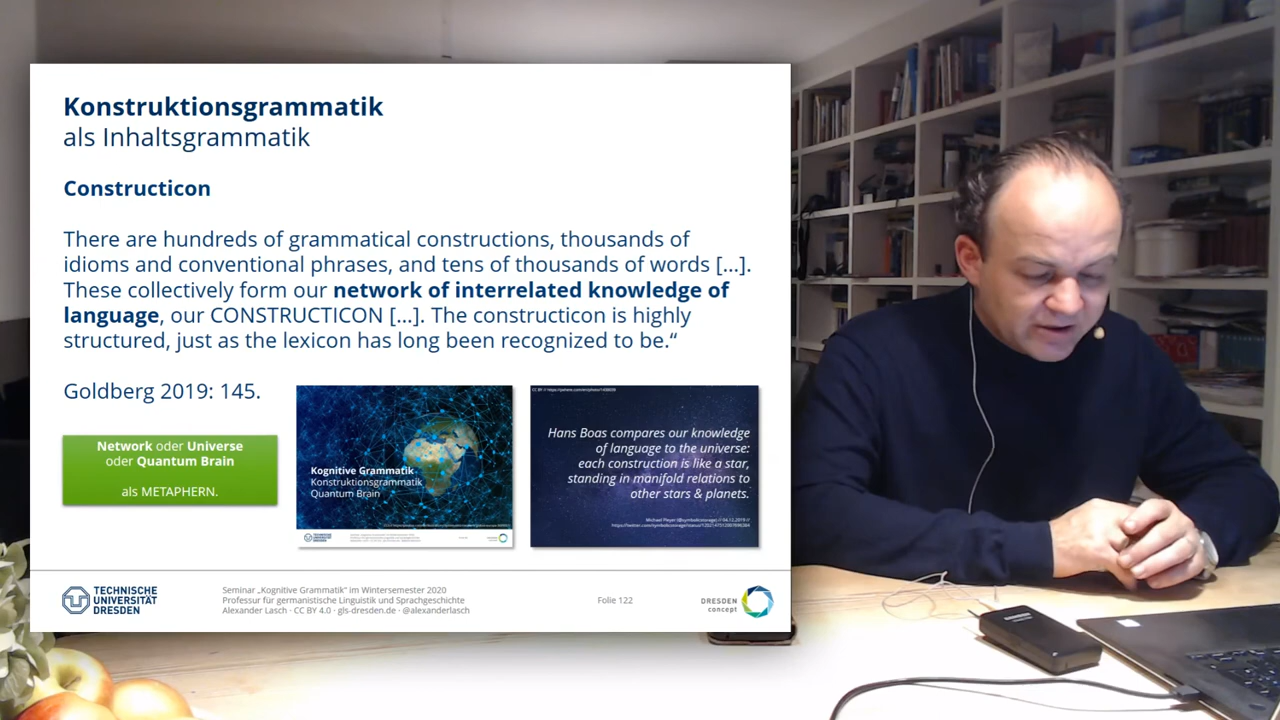 Konstruktionsgrammatik
als Inhaltsgrammatik
Constructicon
There are hundreds of grammatical constructions, thousands of
idioms and conventional phrases, and tens of thousands of words [...].
These collectively form our network of interrelated knowledge of
language, our CONSTRUCTICON [...]. The constructicon is highly
structured, just as the lexicon has long been recognized to be.“
Goldberg 2019: 145.
Network oder Universe
oder Quantum Brain
als METAPHERN.
Kognitive Grammatik
Konstruktionsgrammatik
Quantum Brain
Hans Boas compares our knowledge
of language to the universe:
each construction is like a star,
standing in manifold relations to
other stars & planets.
TECHNISCHE
UNIVERSITÄT
DRESDEN
Seminar „Kognitive Grammatik“ im Wintersemester 2020
Professur für germanistische Linguistik und Sprachgeschichte
Alexander Lasch · CC BY 4.0 · gls-dresden.de · @alexanderlasch
Folie 122
DRESDEN
concept